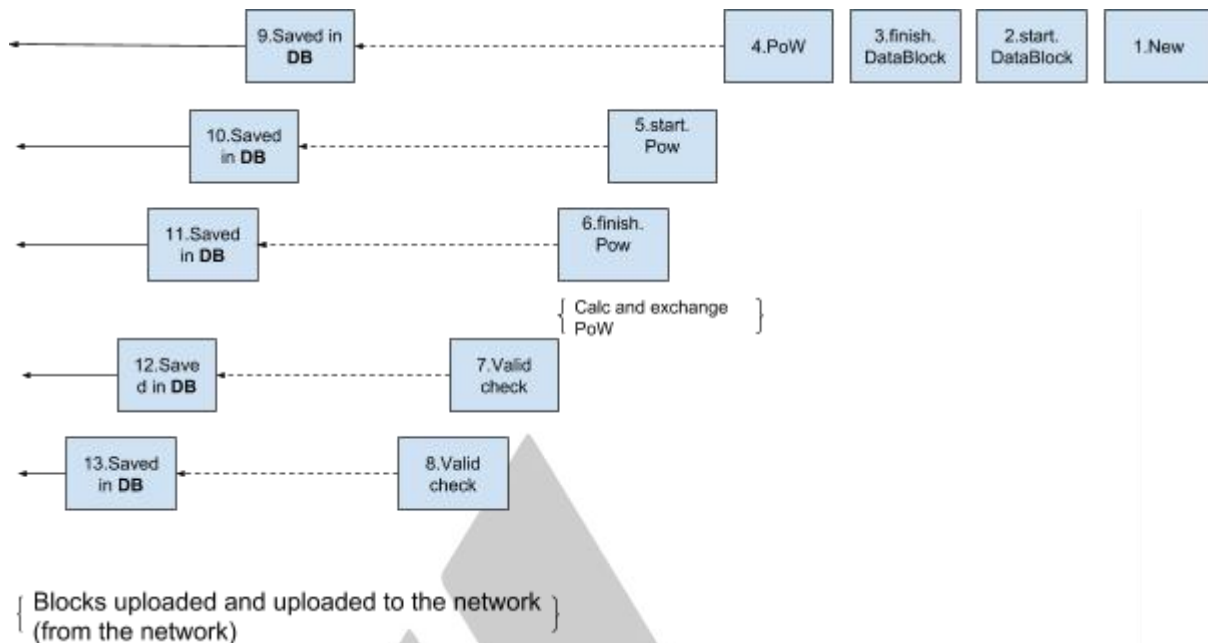 9.Saved in
DB
4.PoW
3.finish.
DataBlock
2.start.
DataBlock
1.New
10.Saved
in DB
5.start.
Pow
11.Saved
in DB
6.finish.
Pow
{ Calc and exchange }
PoW
12.Save
d in DB
7.Valid
check
13.Saved
in DB
8.Valid
check
{ Blocks uploaded and uploaded to the network }
(from the network)